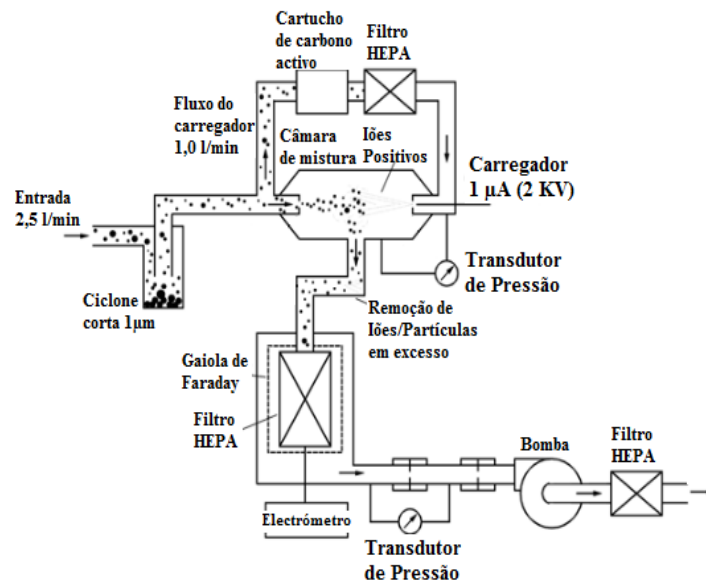 Cartucho
de carbono
activo
Filtro
HEPA
Fluxo do
carregador
1,0 l/min
Câmara
de mistura
Iões
Positivos
Carregador
1 µA (2 KV)
Entrada
2,5 l/min
Transdutor
de Pressão
Ciclone
corta 1µm
Remoção de
Iões/Partículas
em excesso
Gaiola de
Faraday
Filtro
HEPA
Bomba
Filtro
HEPA
Electrómetro
Transdutor
de Pressão